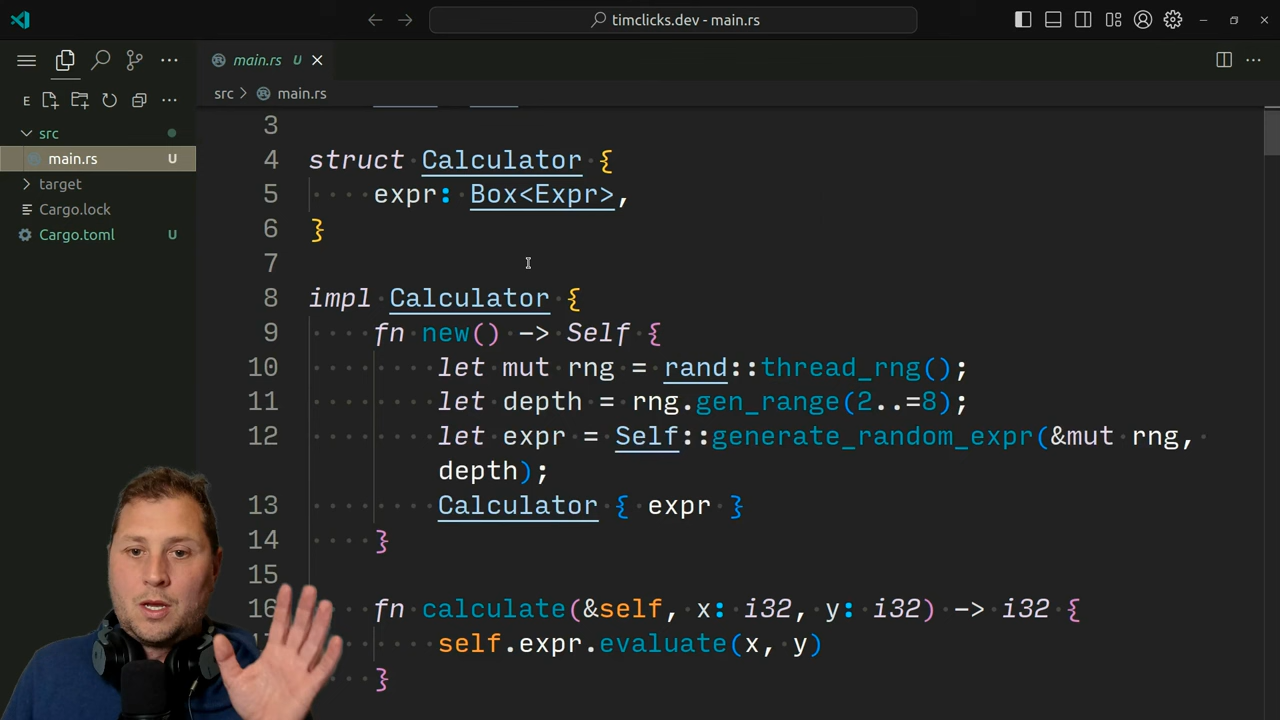 timclicks.dev - main.rs
main.rs U
E
src > main.rs
src
main.rs U
target
Cargo.lock
Cargo.toml U
3
4 struct Calculator {
5 expr: Box<Expr>,
6 }
7
8 impl Calculator {
9 fn new() -> Self {
10 let mut rng = rand::thread_rng();
11 let depth = rng.gen_range(2..=8);
12 let expr = Self::generate_random_expr(&mut rng,
depth);
13 Calculator { expr }
14 }
15
16 fn calculate(&self, x: i32, y: i32) -> i32 {
self.expr.evaluate(x, y)
}